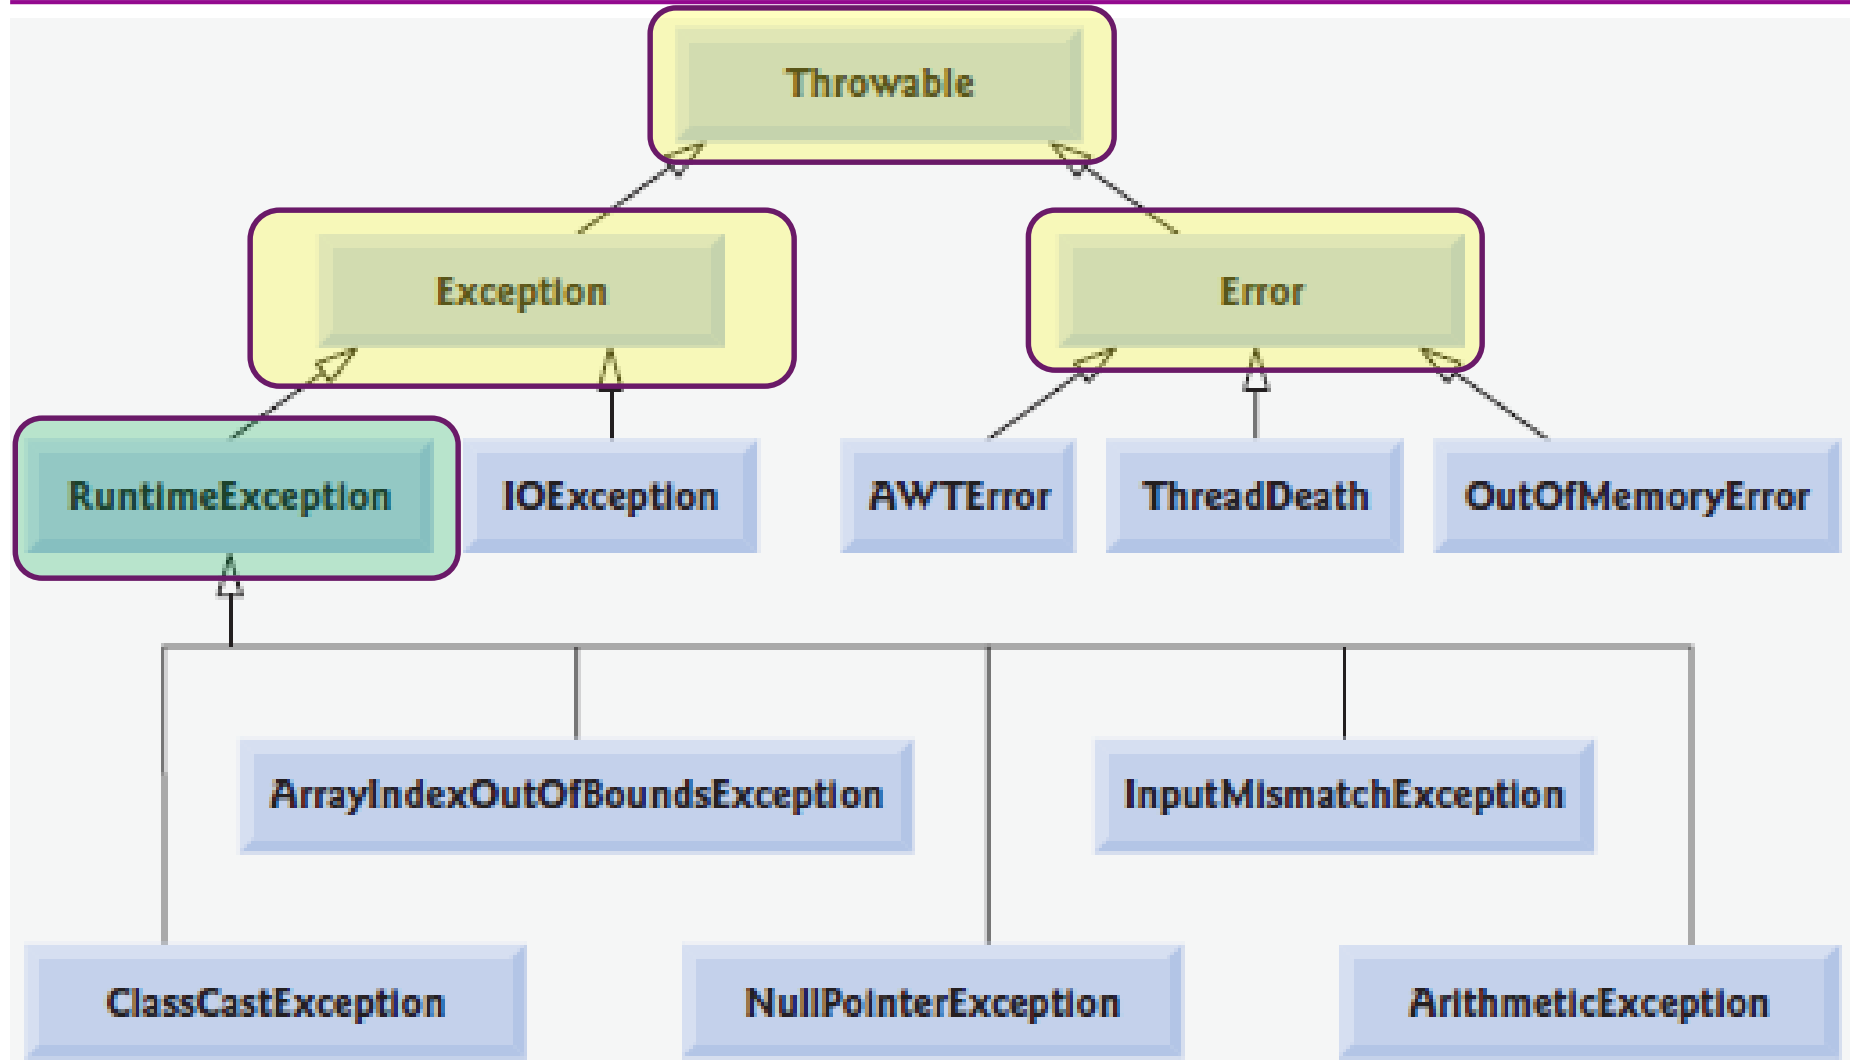 Throwable
Exception
Error
RuntimeException
IOException
AWTError
ThreadDeath
OutOfMemoryError
ArrayIndexOutOfBoundsException
InputMismatchException
ClassCastException
NullPointerException
ArithmeticException